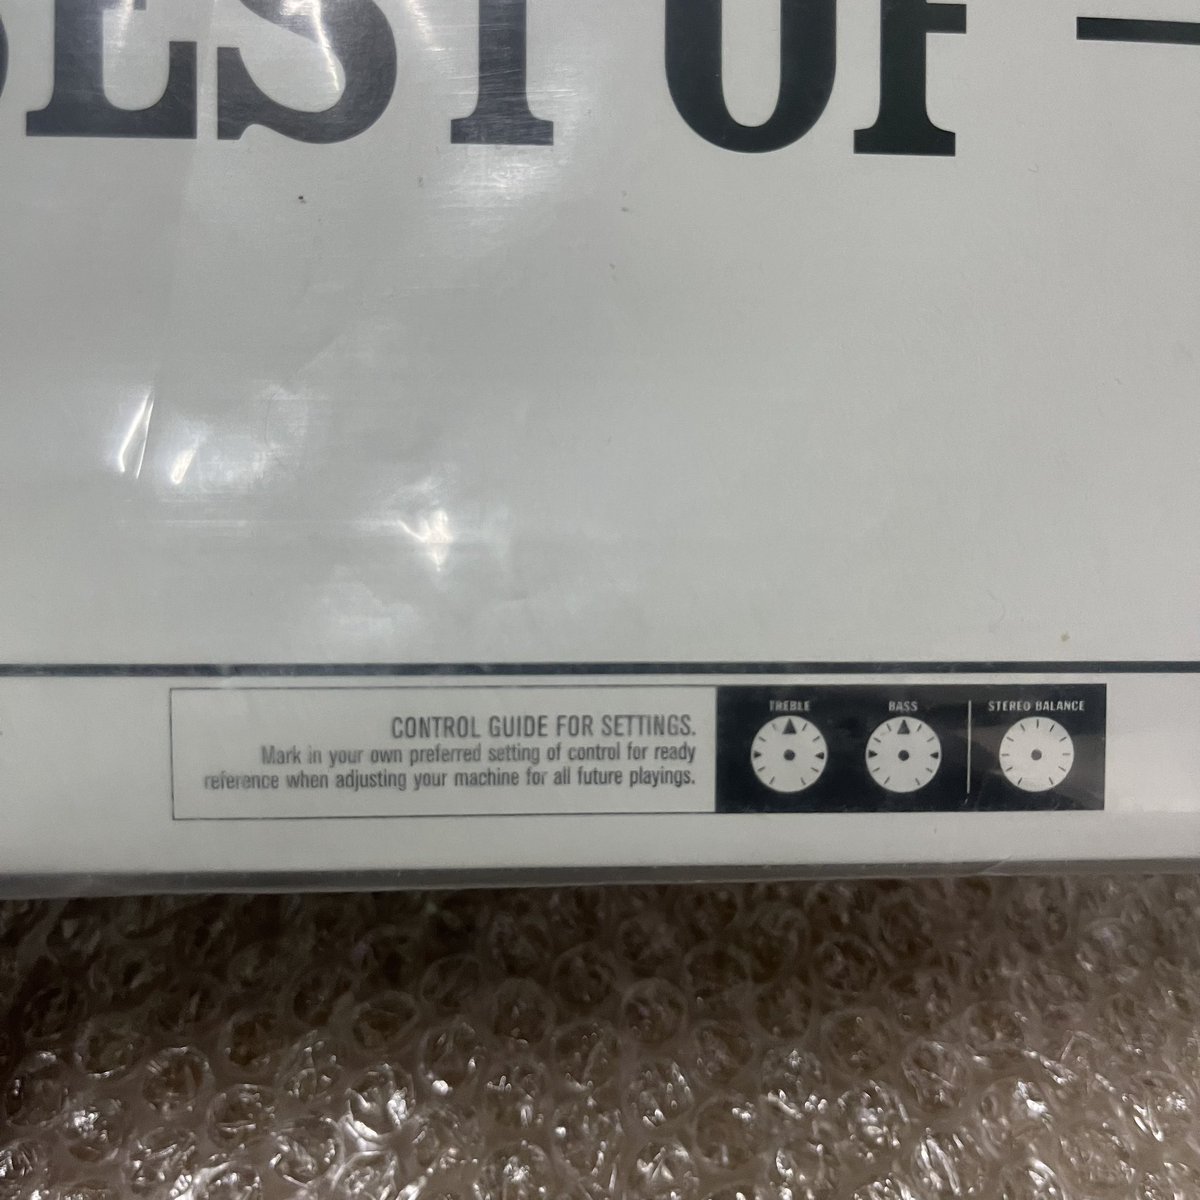 BEST OF —
CONTROL GUIDE FOR SETTINGS.
Mark in your own preferred setting of control for ready
reference when adjusting your machine for all future playings.
TREBLE BASS STEREO BALANCE